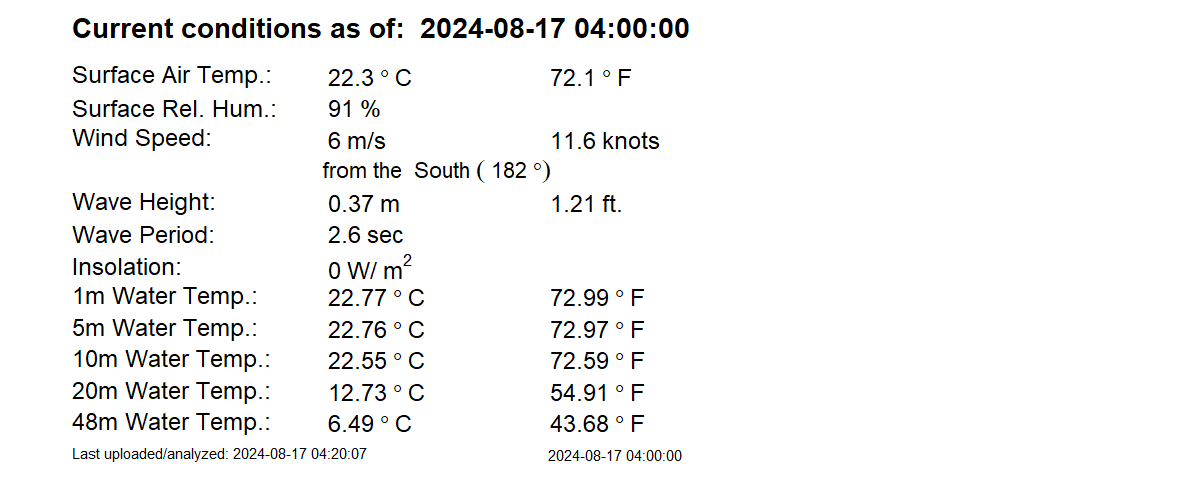 Current conditions as of: 2024-08-17 04:00:00
Surface Air Temp.: 22.3 ° C 72.1 ° F
Surface Rel. Hum.: 91 %
Wind Speed: 6 m/s 11.6 knots
from the South ( 182 °)
Wave Height: 0.37 m 1.21 ft.
Wave Period: 2.6 sec
Insolation: 0 W/ m²
1m Water Temp.: 22.77 ° C 72.99 ° F
5m Water Temp.: 22.76 ° C 72.97 ° F
10m Water Temp.: 22.55 ° C 72.59 ° F
20m Water Temp.: 12.73 ° C 54.91 ° F
48m Water Temp.: 6.49 ° C 43.68 ° F
Last uploaded/analyzed: 2024-08-17 04:20:07 2024-08-17 04:00:00